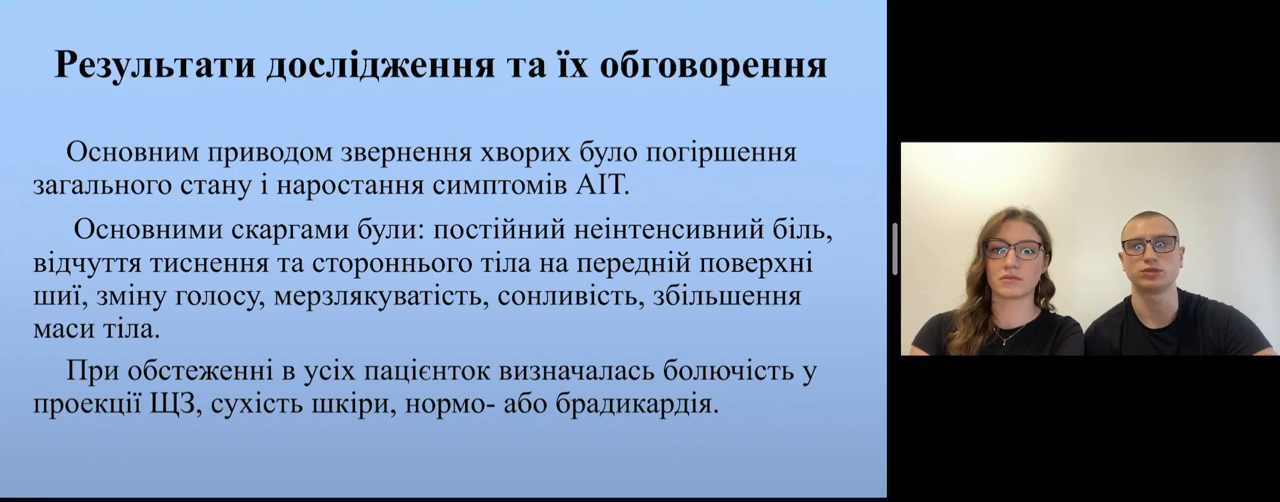 Результати дослідження та їх обговорення
Основним приводом звернення хворих було погіршення
загального стану і наростання симптомів АІТ.
Основними скаргами були: постійний неінтенсивний біль,
відчуття тиснення та стороннього тіла на передній поверхні
шиї, зміну голосу, мерзлякуватість, сонливість, збільшення
маси тіла.
При обстеженні в усіх пацієнток визначалась болючість у
проекції ЩЗ, сухість шкіри, нормо- або брадикардія.